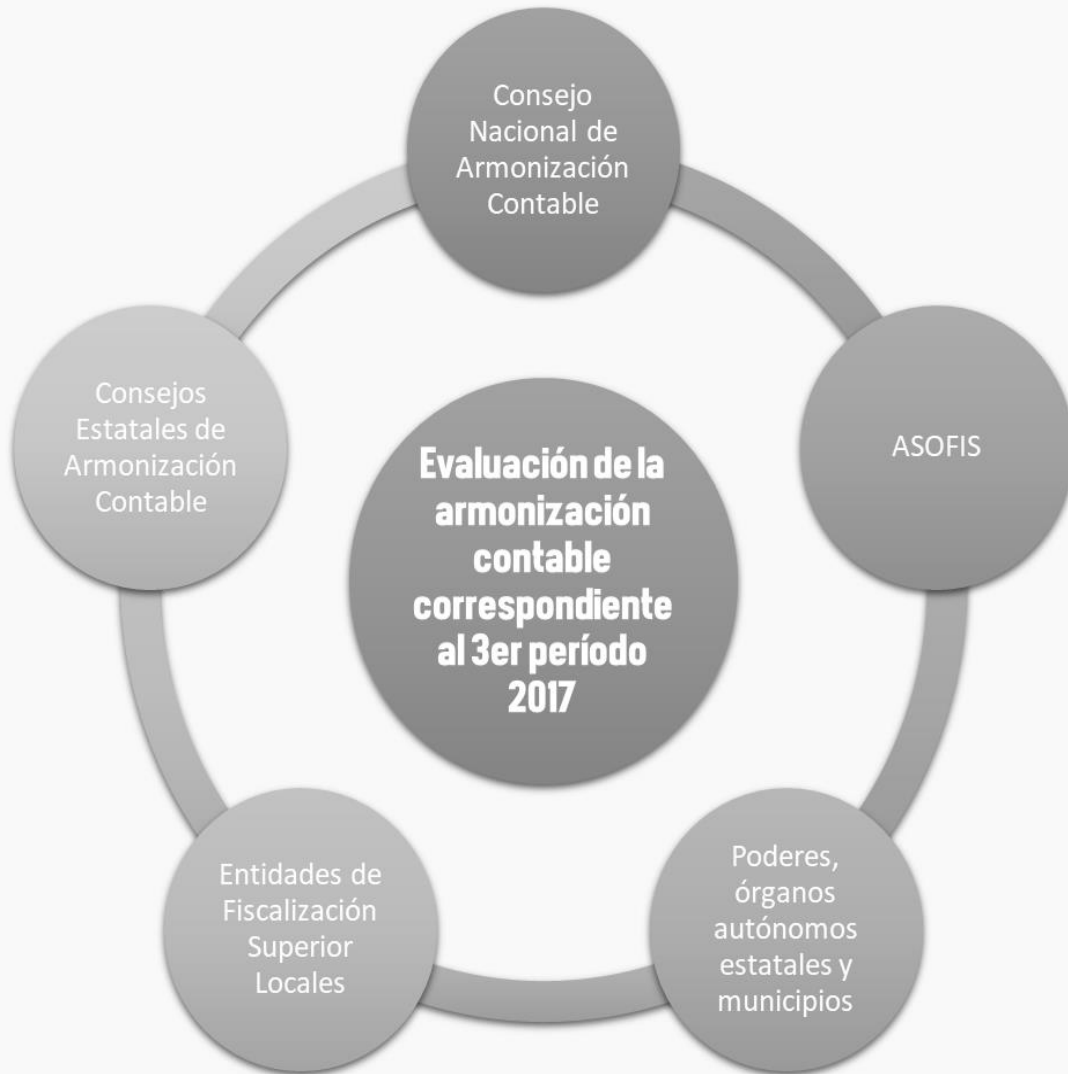 Consejo
Nacional de
Armonización
Contable
Consejos
Estatales de
Armonización
Contable
ASOFIS
Evaluación de la
armonización
contable
correspondiente
al 3er período
2017
Entidades de
Fiscalización
Superior
Locales
Poderes,
órganos
autónomos
estatales y
municipios